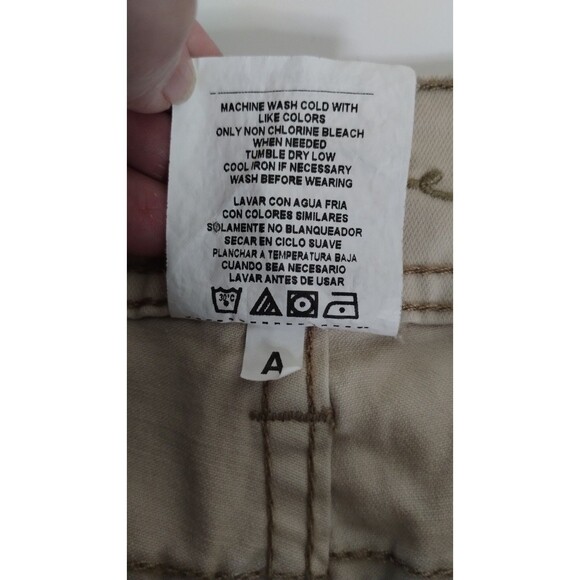 MACHINE WASH COLD WITH
LIKE COLORS
ONLY NON CHLORINE BLEACH
WHEN NEEDED
TUMBLE DRY LOW
COOL IRON IF NECESSARY
WASH BEFORE WEARING
LAVAR CON AGUA FRIA
CON COLORES SIMILARES
SOLAMENTE NO BLANQUEADOR
SECAR EN CICLO SUAVE
PLANCHAR A TEMPERATURA BAJA
CUANDO SEA NECESARIO
LAVAR ANTES DE USAR
30°C
A